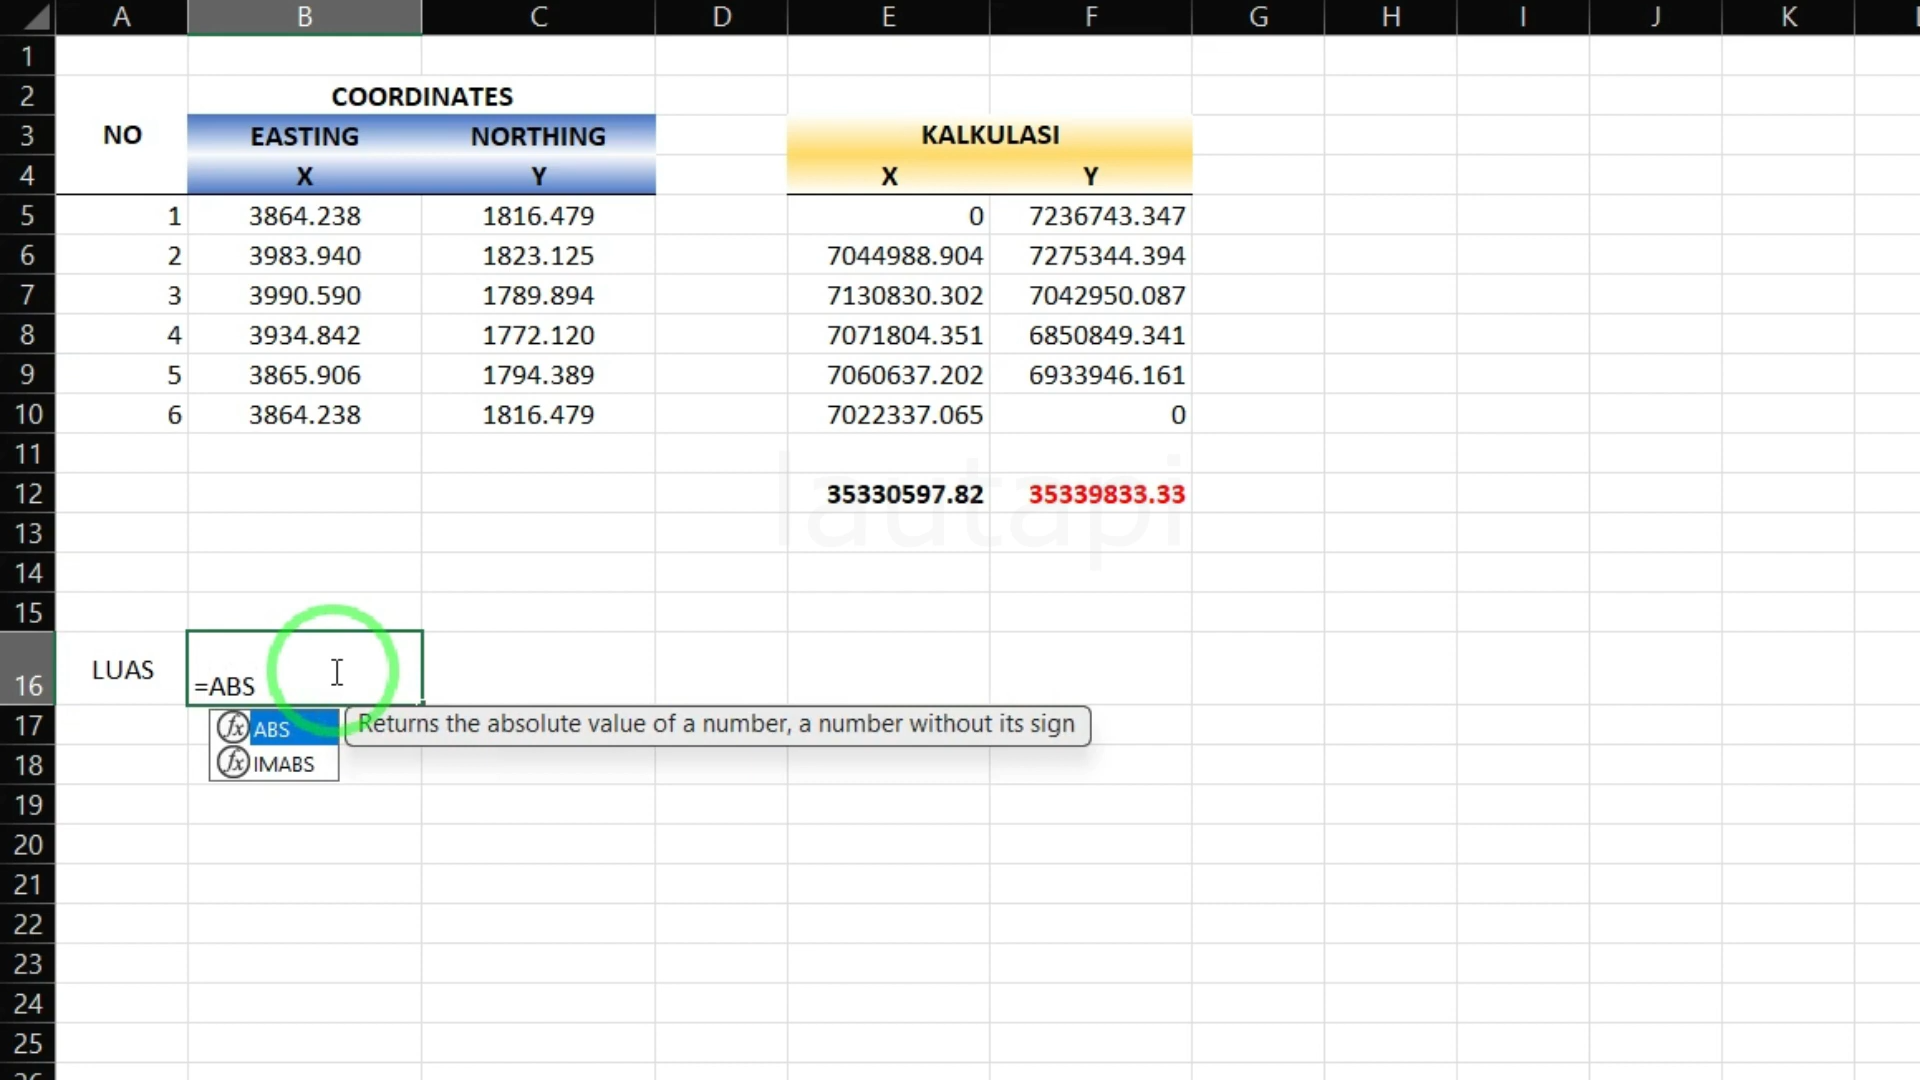 A B C D E F G H I J K
1
2 COORDINATES
3 NO EASTING NORTHING KALKULASI
4 X Y X Y
5 1 3864.238 1816.479 0 7236743.347
6 2 3983.940 1823.125 7044988.904 7275344.394
7 3 3990.590 1789.894 7130830.302 7042950.087
8 4 3934.842 1772.120 7071804.351 6850849.341
9 5 3865.906 1794.389 7060637.202 6933946.161
10 6 3864.238 1816.479 7022337.065 0
11
12 35330597.82 35339833.33
lautapi
13
14
15
16 LUAS =ABS
17 fx ABS Returns the absolute value of a number, a number without its sign
18 fx IMABS
19
20
21
22
23
24
25